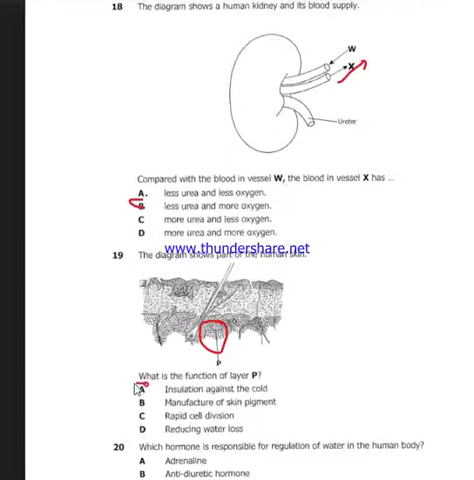 18 The diagram shows a human kidney and its blood supply.
W
X
Ureter
Compared with the blood in vessel W, the blood in vessel X has ...
A. less urea and less oxygen.
B less urea and more oxygen.
C more urea and less oxygen.
D more urea and more oxygen.
www.thundershare.net
19 The diagram shows part of the human skin.
P
What is the function of layer P?
A Insulation against the cold
B Manufacture of skin pigment
C Rapid cell division
D Reducing water loss
20 Which hormone is responsible for regulation of water in the human body?
A Adrenaline
B Anti-diuretic hormone